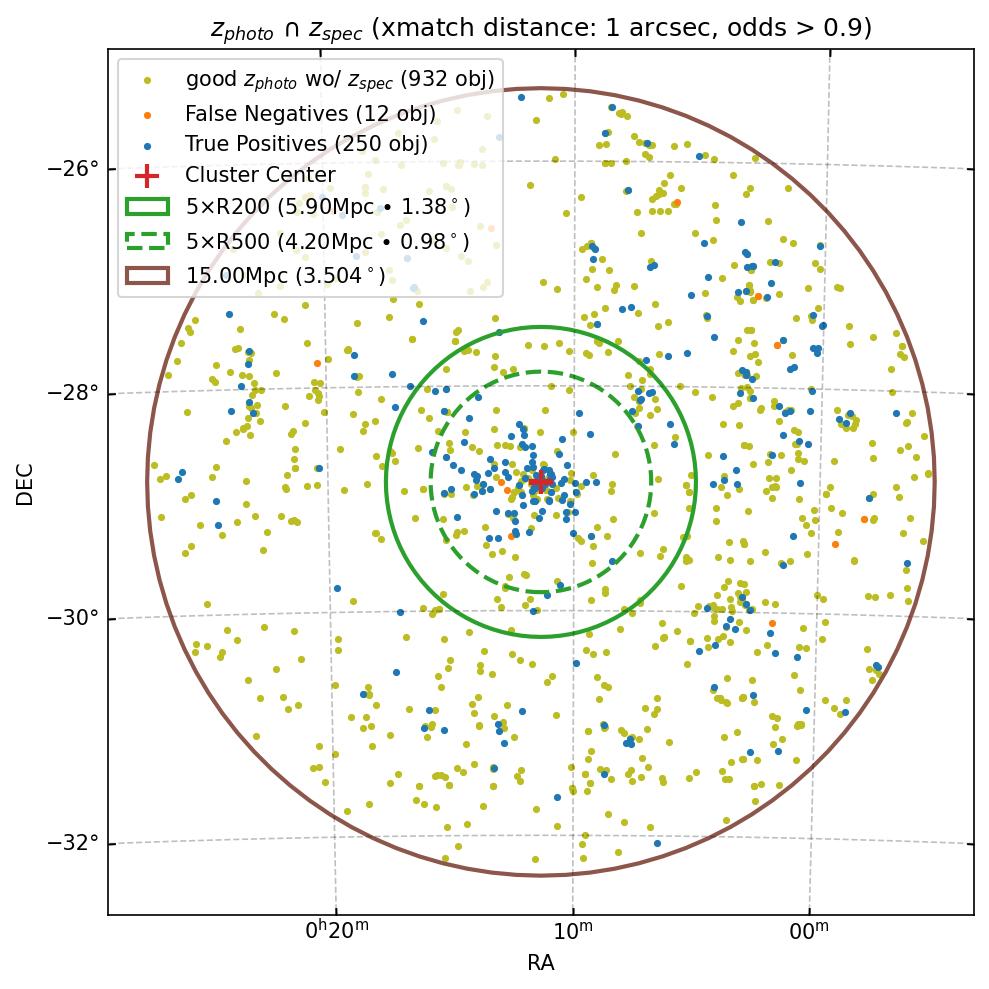 z_photo ∩ z_spec (xmatch distance: 1 arcsec, odds > 0.9)
good z_photo wo/ z_spec (932 obj)
False Negatives (12 obj)
True Positives (250 obj)
Cluster Center
5×R200 (5.90Mpc • 1.38°)
5×R500 (4.20Mpc • 0.98°)
15.00Mpc (3.504°)
−26°
−28°
−30°
−32°
DEC
0ʰ20ᵐ
10ᵐ
00ᵐ
RA